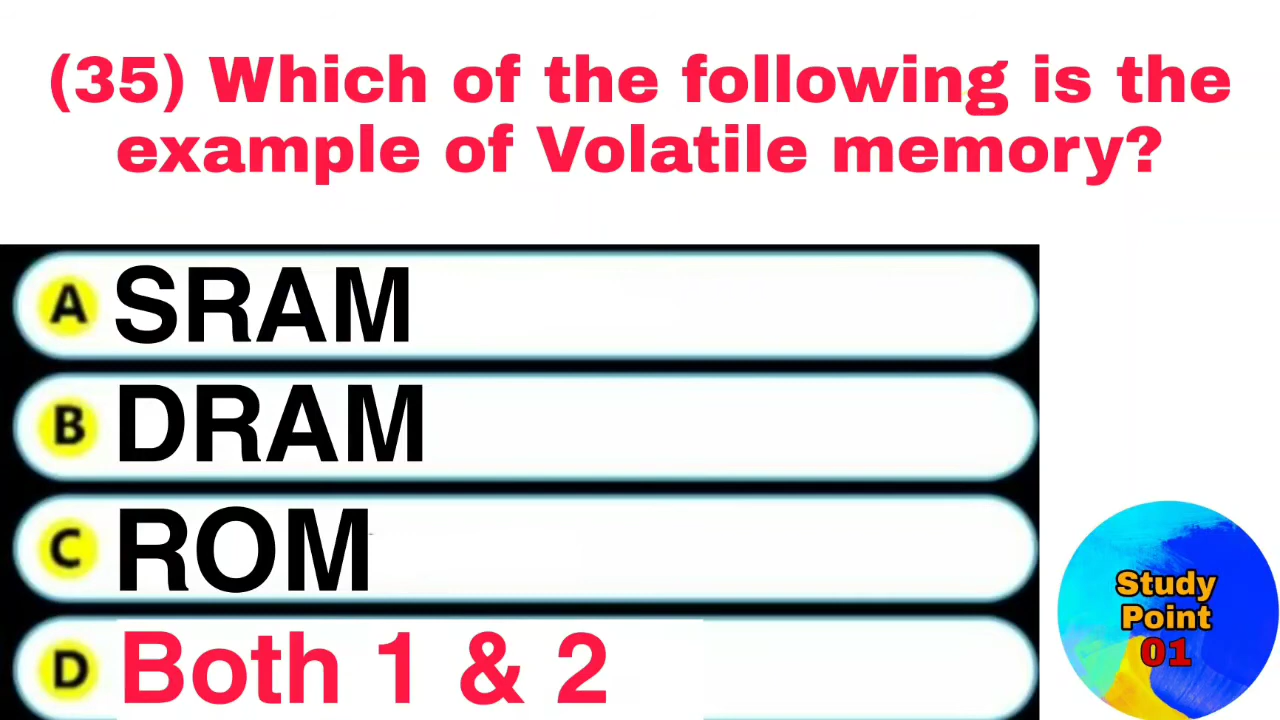 (35) Which of the following is the
example of Volatile memory?
A SRAM
B DRAM
C ROM
D Both 1 & 2
Study
Point
01